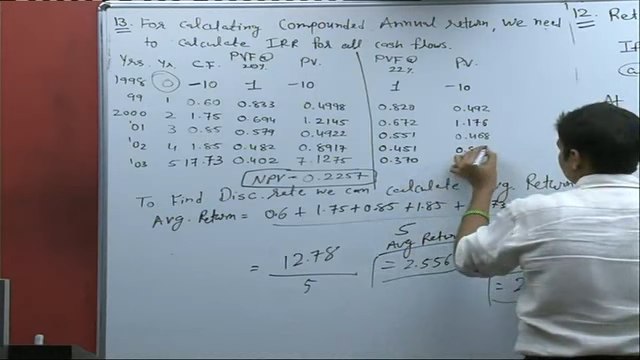 13. For Calculating Compounded Annual return, we need
to calculate IRR for all cash flows.
Yrs. Yr. C.F. PVF@20% PV. PVF@22% PV.
1998 0 -10 1 -10 1 -10
99 1 0.60 0.833 0.4998 0.820 0.492
2000 2 1.75 0.694 1.2145 0.672 1.176
'01 3 0.85 0.579 0.4922 0.551 0.468
'02 4 1.85 0.482 0.8917 0.451
'03 5 17.73 0.402 7.1275 0.370
NPV = 0.2257
To Find Disc. rate we can calculate Avg. Return
Avg. Return = 0.6 + 1.75 + 0.85 + 1.85 +
5
= 12.78
5
Avg Return
= 2.556
12. Ret
At